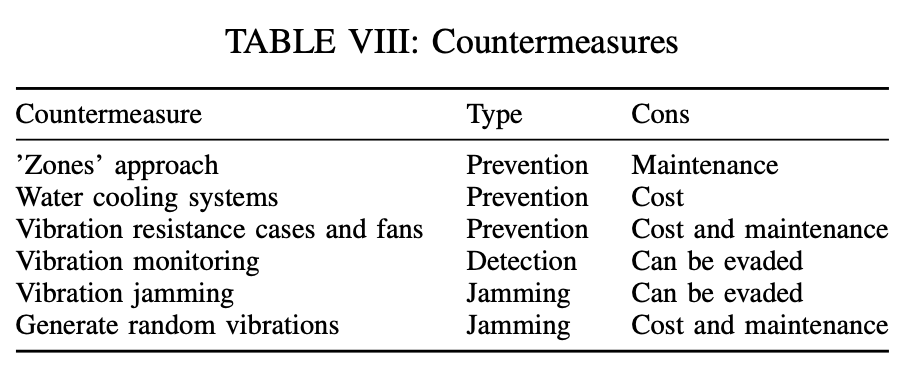 TABLE VIII: Countermeasures
Countermeasure Type Cons
’Zones’ approach Prevention Maintenance
Water cooling systems Prevention Cost
Vibration resistance cases and fans Prevention Cost and maintenance
Vibration monitoring Detection Can be evaded
Vibration jamming Jamming Can be evaded
Generate random vibrations Jamming Cost and maintenance